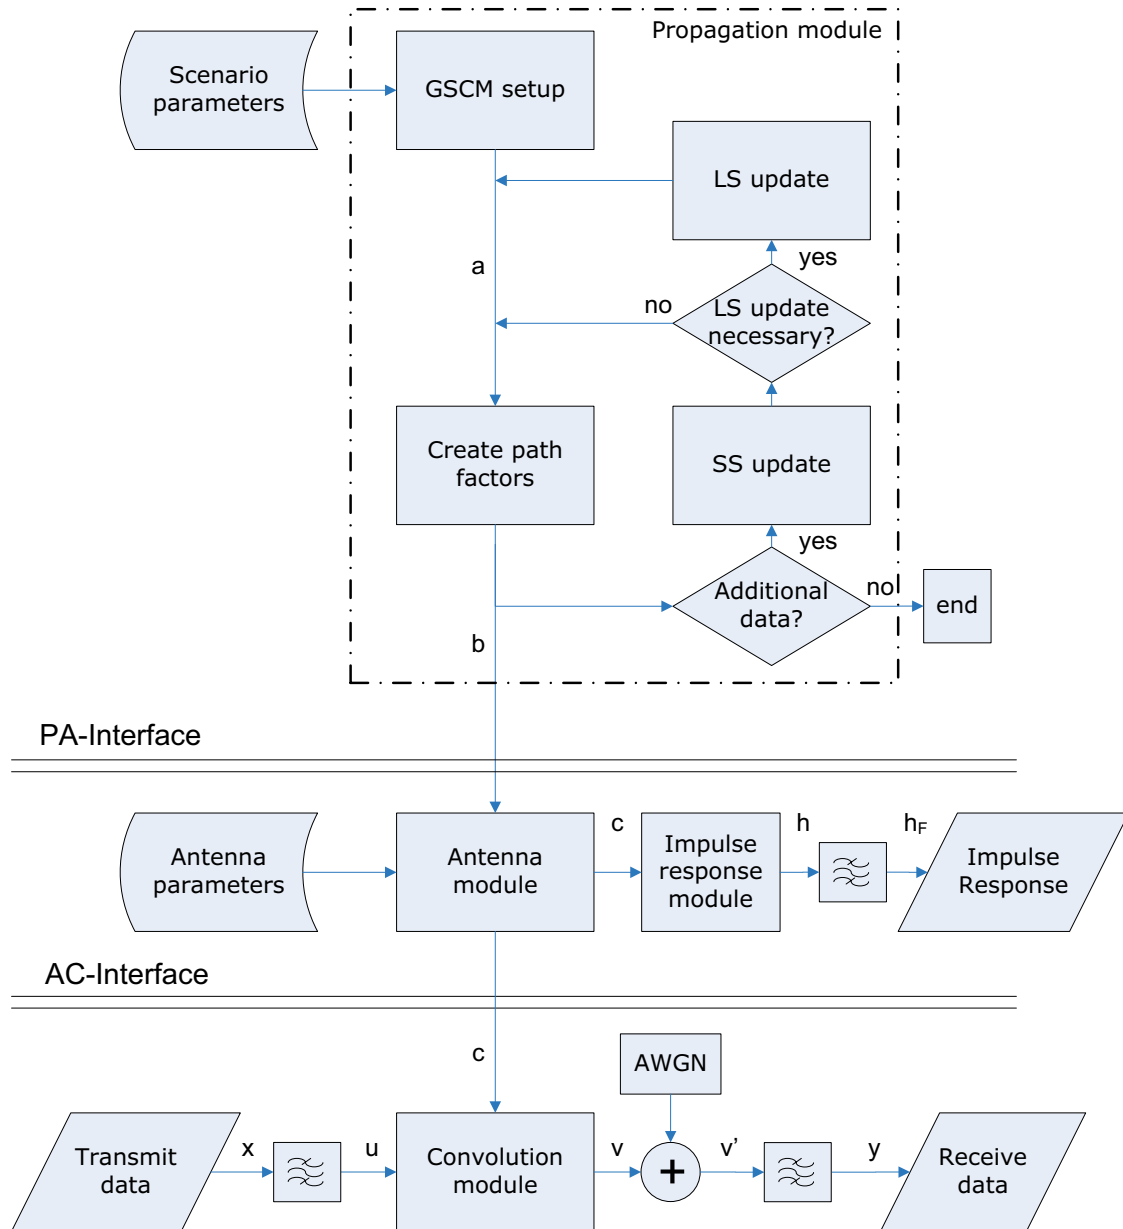 Propagation module
Scenario
parameters
GSCM setup
LS update
yes
a
no
LS update
necessary?
Create path
factors
SS update
yes
Additional
data?
no
end
b
PA-Interface
Antenna
parameters
Antenna
module
c
Impulse
response
module
h
hF
Impulse
Response
AC-Interface
c
AWGN
Transmit
data
x
u
Convolution
module
v
+
v’
y
Receive
data